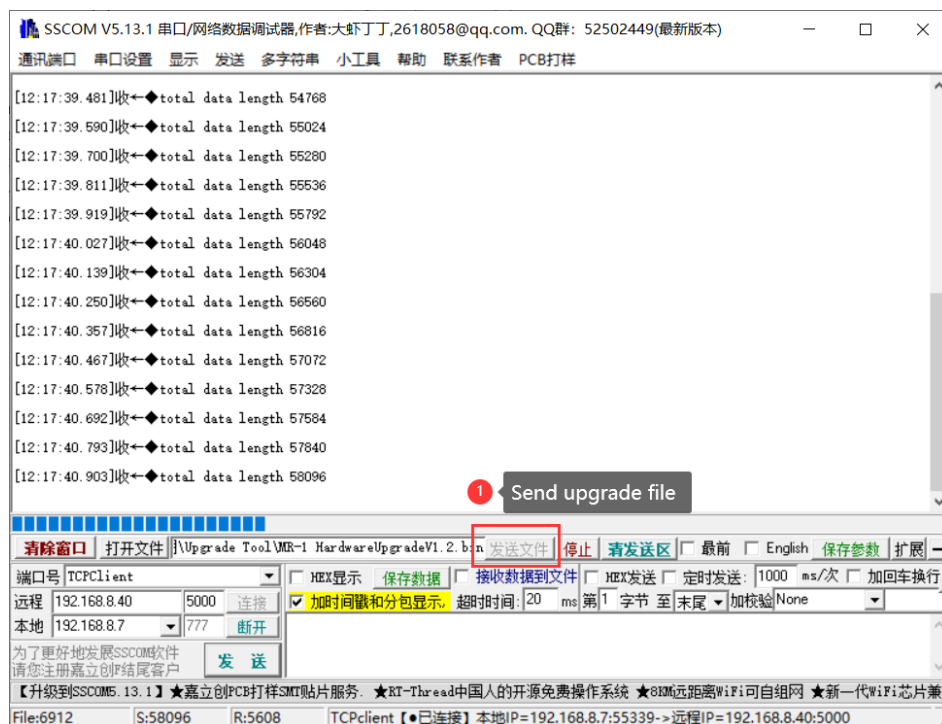 SSCOM V5.13.1 串口/网络数据调试器,作者:大虾丁丁,2618058@qq.com. QQ群：52502449(最新版本)
通讯端口 串口设置 显示 发送 多字符串 小工具 帮助 联系作者 PCB打样
[12:17:39.481]收←◆total data length 54768
[12:17:39.590]收←◆total data length 55024
[12:17:39.700]收←◆total data length 55280
[12:17:39.811]收←◆total data length 55536
[12:17:39.919]收←◆total data length 55792
[12:17:40.027]收←◆total data length 56048
[12:17:40.139]收←◆total data length 56304
[12:17:40.250]收←◆total data length 56560
[12:17:40.357]收←◆total data length 56816
[12:17:40.467]收←◆total data length 57072
[12:17:40.578]收←◆total data length 57328
[12:17:40.692]收←◆total data length 57584
[12:17:40.793]收←◆total data length 57840
[12:17:40.903]收←◆total data length 58096
1 Send upgrade file
清除窗口 打开文件 \Upgrade Tool\MR-1 HardwareUpgradeV1.2.bin 发送文件 停止 清发送区 最前 English 保存参数 扩展
端口号 TCPClient HEX显示 保存数据 接收数据到文件 HEX发送 定时发送: 1000 ms/次 加回车换行
远程 192.168.8.40 5000 连接 加时间戳和分包显示, 超时时间: 20 ms 第1 字节 至 末尾 加校验 None
本地 192.168.8.7 777 断开
为了更好地发展SSCOM软件
请您注册嘉立创F结尾客户
发 送
【升级到SSCOM5.13.1】★嘉立创PCB打样SMT贴片服务. ★RT-Thread中国人的开源免费操作系统 ★8KM远距离WiFi可自组网 ★新一代WiFi芯片兼
File:6912 S:58096 R:5608 TCPclient【●已连接】本地IP=192.168.8.7:55339->远程IP=192.168.8.40:5000